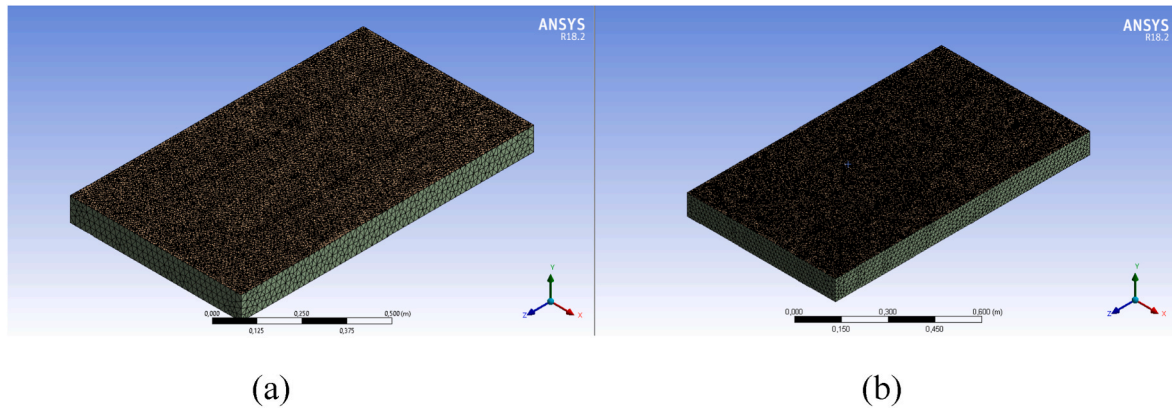 ANSYS
R18.2
Y
Z
X
0,000
0,250
0,500 (m)
0,125
0,375
ANSYS
R18.2
Y
Z
X
0,000
0,300
0,600 (m)
0,150
0,450
(a)
(b)